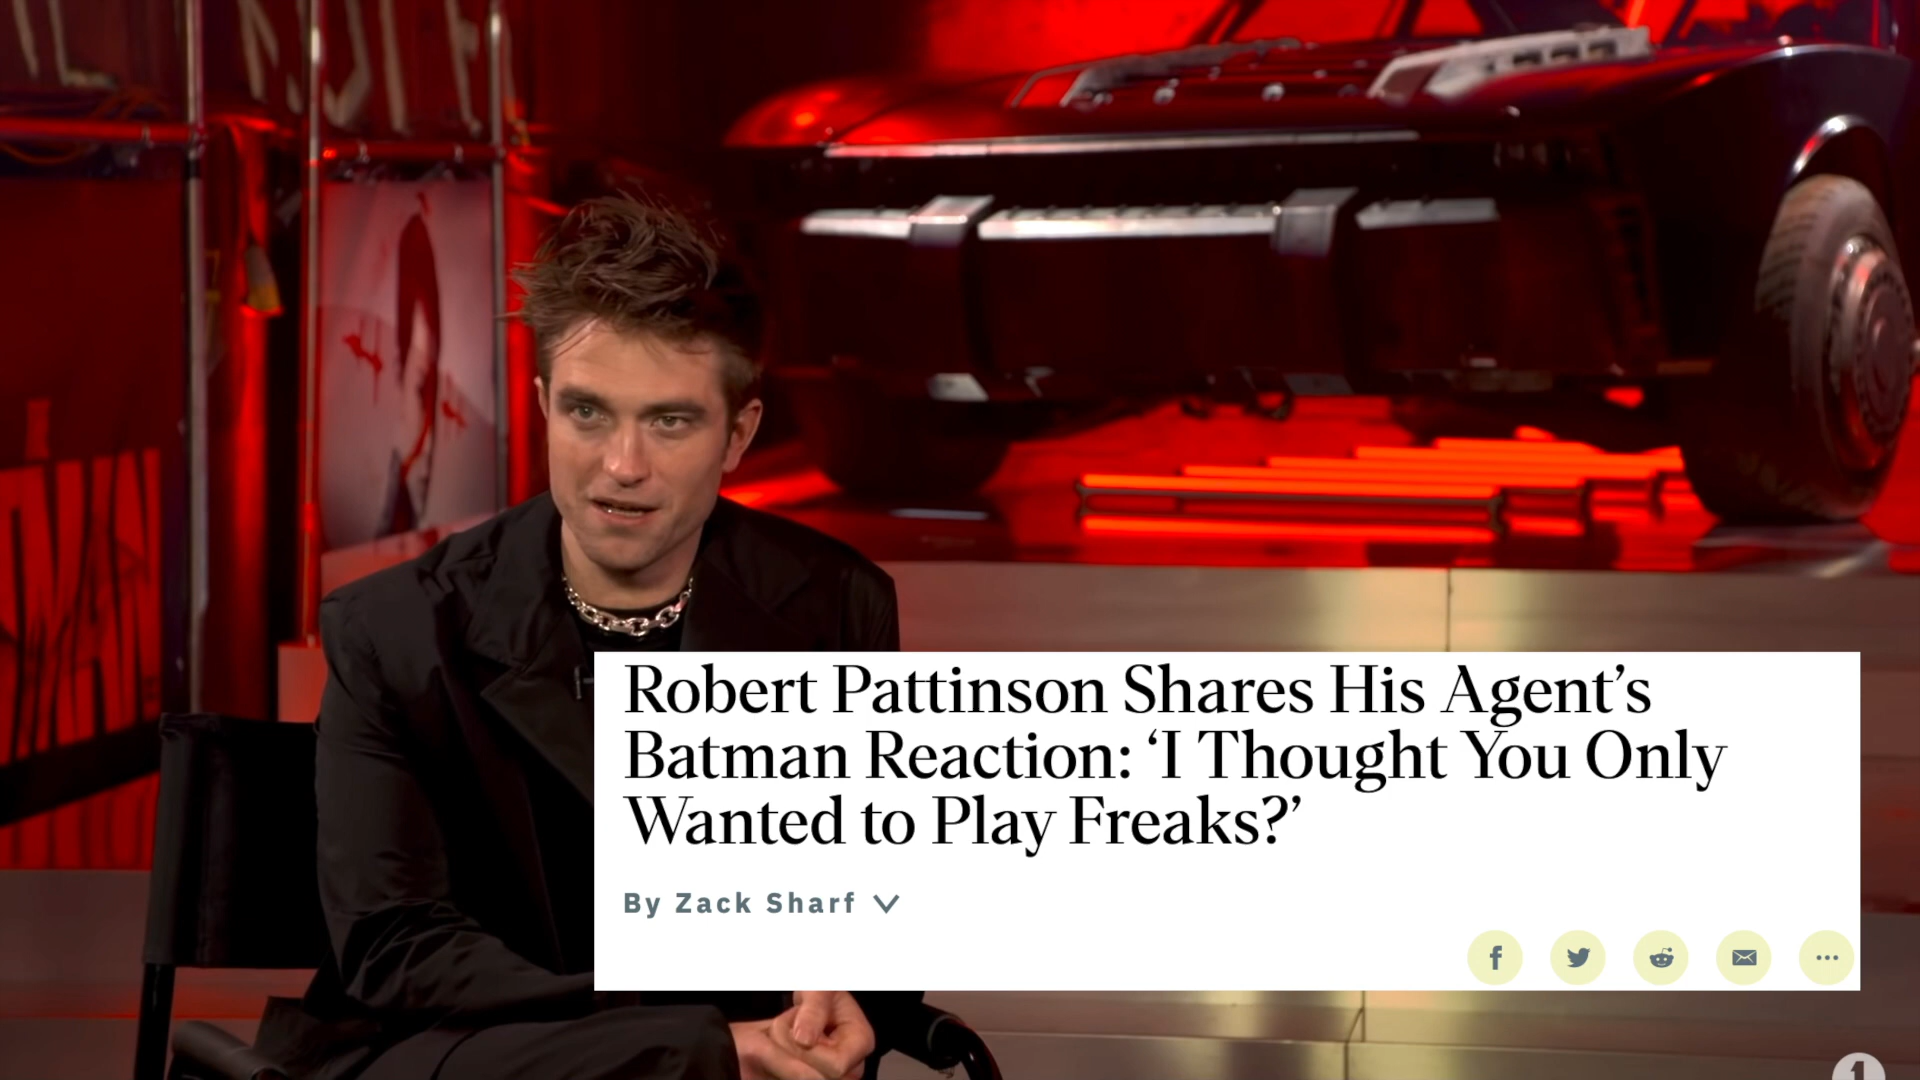 Robert Pattinson Shares His Agent’s
Batman Reaction: ‘I Thought You Only
Wanted to Play Freaks?’
By Zack Sharf